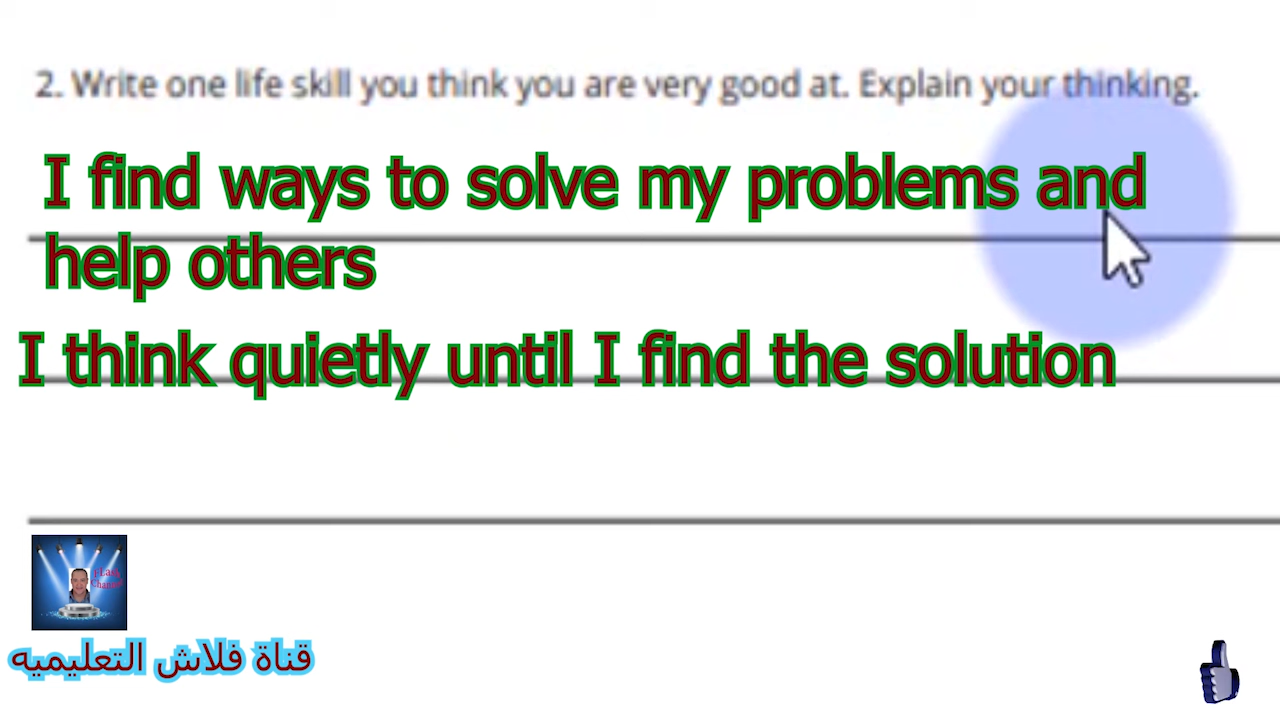 2. Write one life skill you think you are very good at. Explain your thinking.
I find ways to solve my problems and
help others
I think quietly until I find the solution
قناة فلاش التعليميه